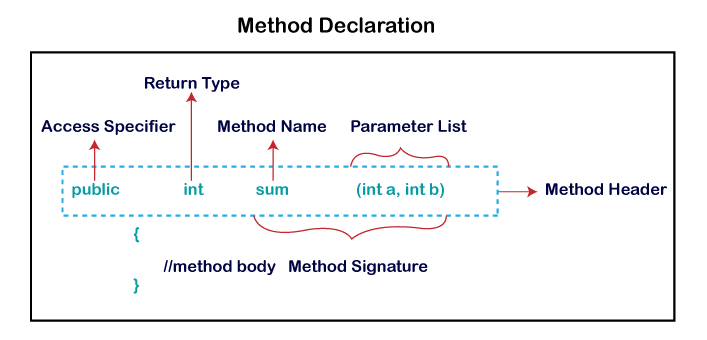 Method Declaration
Return Type
Access Specifier Method Name Parameter List
public int sum (int a, int b) Method Header
{
//method body Method Signature
}